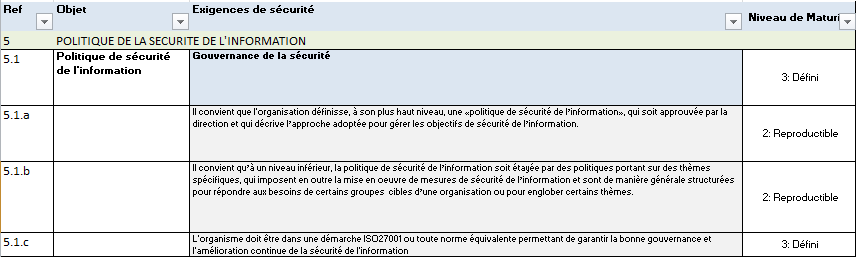 Ref Objet Exigences de sécurité Niveau de Maturi
5 POLITIQUE DE LA SECURITE DE L'INFORMATION
5.1 Politique de sécurité de l'information Gouvernance de la sécurité 3: Défini
5.1.a Il convient que l'organisation définisse, à son plus haut niveau, une «politique de sécurité de l'information», qui soit approuvée par la
direction et qui décrive l'approche adoptée pour gérer les objectifs de sécurité de l'information.
2: Reproductible
5.1.b Il convient qu'à un niveau inférieur, la politique de sécurité de l'information soit étayée par des politiques portant sur des thèmes
spécifiques, qui imposent en outre la mise en oeuvre de mesures de sécurité de l'information et sont de manière générale structurées
pour répondre aux besoins de certains groupes cibles d'une organisation ou pour englober certains thèmes.
2: Reproductible
5.1.c L'organisme doit être dans une démarche ISO27001 ou toute norme équivalente permettant de garantir la bonne gouvernance et
l'amélioration continue de la sécurité de l'information
3: Défini